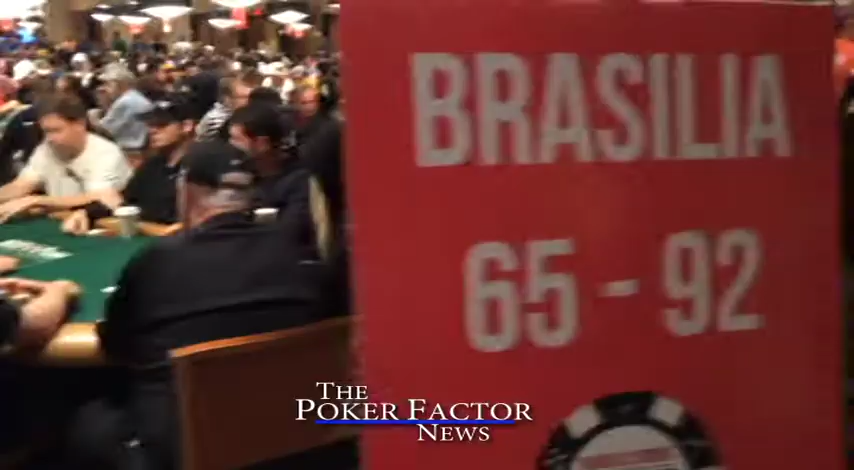 BRASILIA
65 - 92
THE
POKER FACTOR
NEWS